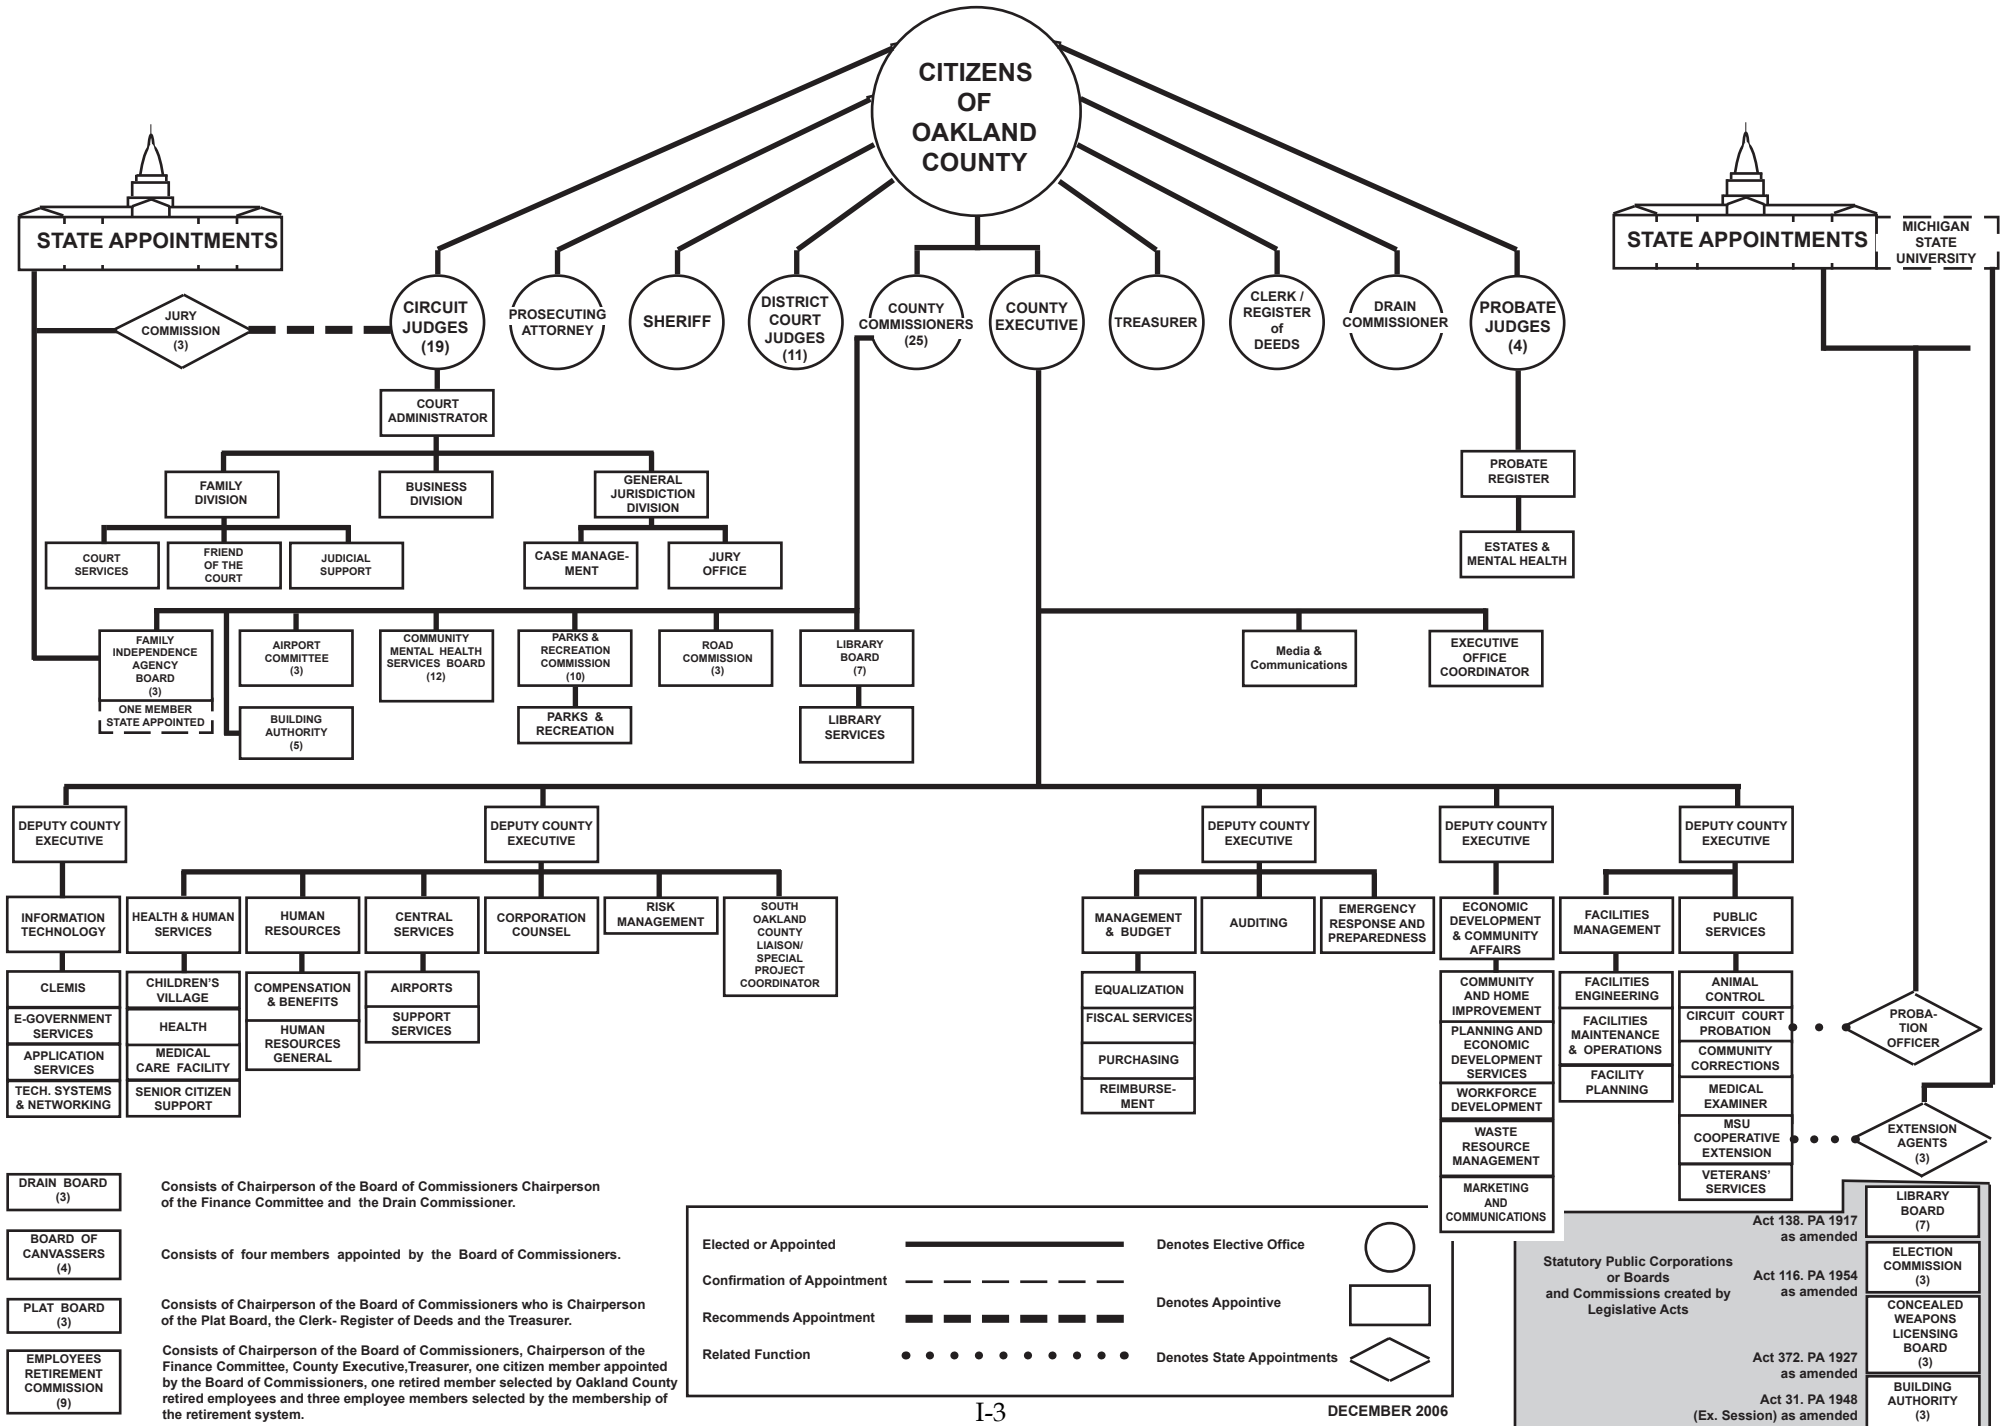 CITIZENS
OF
OAKLAND
COUNTY
STATE APPOINTMENTS
STATE APPOINTMENTS
MICHIGAN
STATE
UNIVERSITY
JURY
COMMISSION
(3)
CIRCUIT
JUDGES
(19)
PROSECUTING
ATTORNEY
SHERIFF
DISTRICT
COURT
JUDGES
(11)
COUNTY
COMMISSIONERS
(25)
COUNTY
EXECUTIVE
TREASURER
CLERK /
REGISTER
of
DEEDS
DRAIN
COMMISSIONER
PROBATE
JUDGES
(4)
COURT
ADMINISTRATOR
FAMILY
DIVISION
BUSINESS
DIVISION
GENERAL
JURISDICTION
DIVISION
PROBATE
REGISTER
COURT
SERVICES
FRIEND
OF THE
COURT
JUDICIAL
SUPPORT
CASE MANAGE-
MENT
JURY
OFFICE
ESTATES &
MENTAL HEALTH
FAMILY
INDEPENDENCE
AGENCY
BOARD
(3)
ONE MEMBER
STATE APPOINTED
AIRPORT
COMMITTEE
(3)
BUILDING
AUTHORITY
(5)
COMMUNITY
MENTAL HEALTH
SERVICES BOARD
(12)
PARKS &
RECREATION
COMMISSION
(10)
PARKS &
RECREATION
ROAD
COMMISSION
(3)
LIBRARY
BOARD
(7)
LIBRARY
SERVICES
Media &
Communications
EXECUTIVE
OFFICE
COORDINATOR
DEPUTY COUNTY
EXECUTIVE
DEPUTY COUNTY
EXECUTIVE
DEPUTY COUNTY
EXECUTIVE
DEPUTY COUNTY
EXECUTIVE
DEPUTY COUNTY
EXECUTIVE
INFORMATION
TECHNOLOGY
HEALTH & HUMAN
SERVICES
HUMAN
RESOURCES
CENTRAL
SERVICES
CORPORATION
COUNSEL
RISK
MANAGEMENT
SOUTH
OAKLAND
COUNTY
LIAISON/
SPECIAL
PROJECT
COORDINATOR
MANAGEMENT
& BUDGET
AUDITING
EMERGENCY
RESPONSE AND
PREPAREDNESS
ECONOMIC
DEVELOPMENT
& COMMUNITY
AFFAIRS
FACILITIES
MANAGEMENT
PUBLIC
SERVICES
CLEMIS
E-GOVERNMENT
SERVICES
APPLICATION
SERVICES
TECH. SYSTEMS
& NETWORKING
CHILDREN'S
VILLAGE
HEALTH
MEDICAL
CARE FACILITY
SENIOR CITIZEN
SUPPORT
COMPENSATION
& BENEFITS
HUMAN
RESOURCES
GENERAL
AIRPORTS
SUPPORT
SERVICES
EQUALIZATION
FISCAL SERVICES
PURCHASING
REIMBURSE-
MENT
COMMUNITY
AND HOME
IMPROVEMENT
PLANNING AND
ECONOMIC
DEVELOPMENT
SERVICES
WORKFORCE
DEVELOPMENT
WASTE
RESOURCE
MANAGEMENT
MARKETING
AND
COMMUNICATIONS
FACILITIES
ENGINEERING
FACILITIES
MAINTENANCE
& OPERATIONS
FACILITY
PLANNING
ANIMAL
CONTROL
CIRCUIT COURT
PROBATION
COMMUNITY
CORRECTIONS
MEDICAL
EXAMINER
MSU
COOPERATIVE
EXTENSION
VETERANS'
SERVICES
PROBA-
TION
OFFICER
EXTENSION
AGENTS
(3)
DRAIN BOARD
(3)
Consists of Chairperson of the Board of Commissioners Chairperson
of the Finance Committee and the Drain Commissioner.
BOARD OF
CANVASSERS
(4)
Consists of four members appointed by the Board of Commissioners.
PLAT BOARD
(3)
Consists of Chairperson of the Board of Commissioners who is Chairperson
of the Plat Board, the Clerk- Register of Deeds and the Treasurer.
EMPLOYEES
RETIREMENT
COMMISSION
(9)
Consists of Chairperson of the Board of Commissioners, Chairperson of the
Finance Committee, County Executive,Treasurer, one citizen member appointed
by the Board of Commissioners, one retired member selected by Oakland County
retired employees and three employee members selected by the membership of
the retirement system.
Elected or Appointed
Confirmation of Appointment
Recommends Appointment
Related Function
Denotes Elective Office
Denotes Appointive
Denotes State Appointments
Statutory Public Corporations
or Boards
and Commissions created by
Legislative Acts
Act 138. PA 1917
as amended
LIBRARY
BOARD
(7)
Act 116. PA 1954
as amended
ELECTION
COMMISSION
(3)
Act 372. PA 1927
as amended
CONCEALED
WEAPONS
LICENSING
BOARD
(3)
Act 31. PA 1948
(Ex. Session) as amended
BUILDING
AUTHORITY
(3)
I-3
DECEMBER 2006